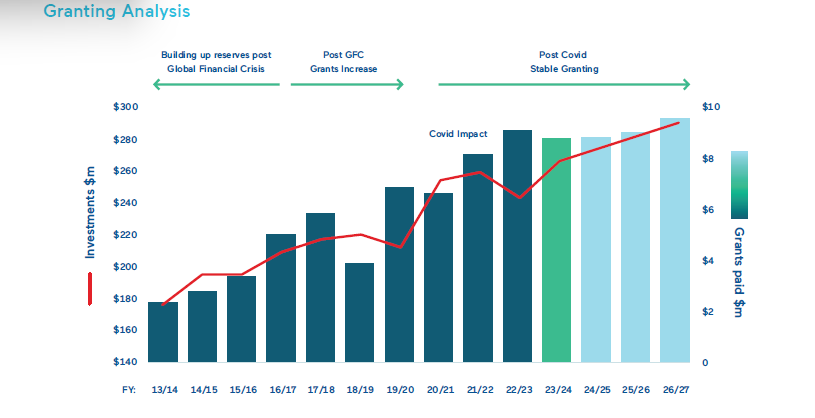 Granting Analysis
Building up reserves post
Global Financial Crisis
Post GFC
Grants Increase
Post Covid
Stable Granting
Covid Impact
Investments $m
$300
$280
$260
$240
$220
$200
$180
$160
$140
$10
$8
$6
$4
$2
0
Grants paid $m
FY: 13/14 14/15 15/16 16/17 17/18 18/19 19/20 20/21 21/22 22/23 23/24 24/25 25/26 26/27